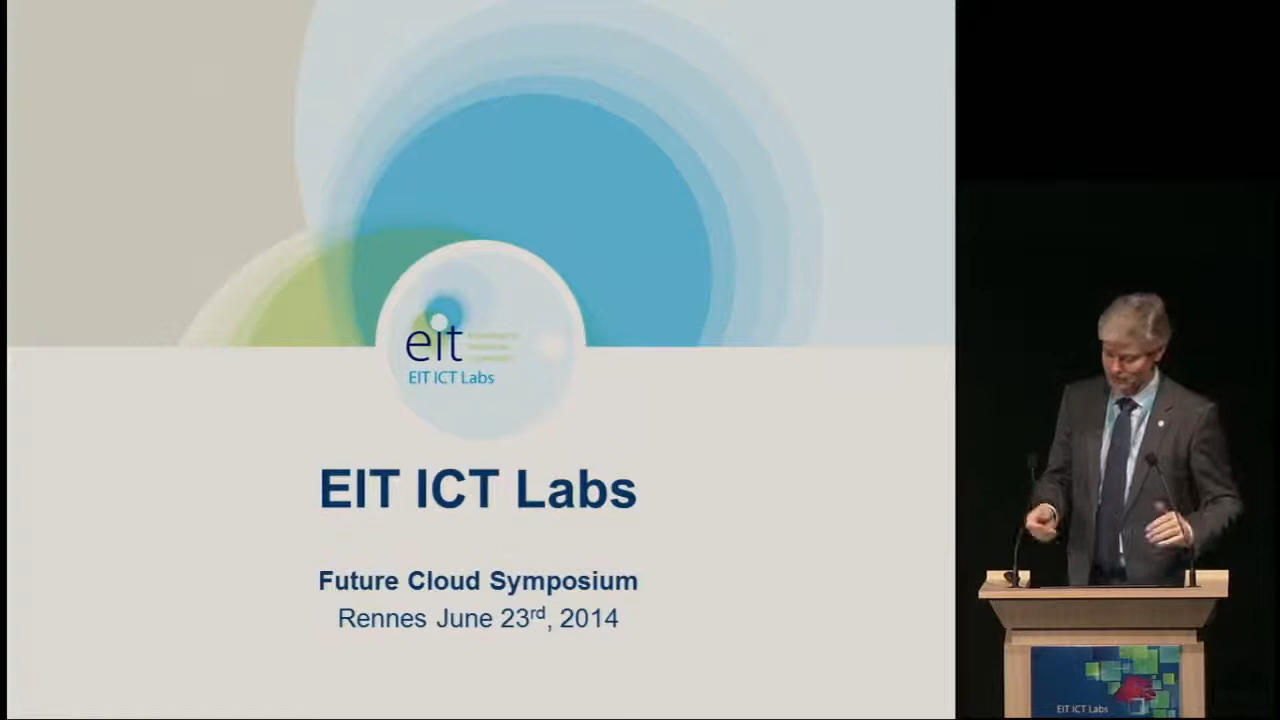 eit
EIT ICT Labs
EIT ICT Labs
Future Cloud Symposium
Rennes June 23rd, 2014
EIT ICT Labs